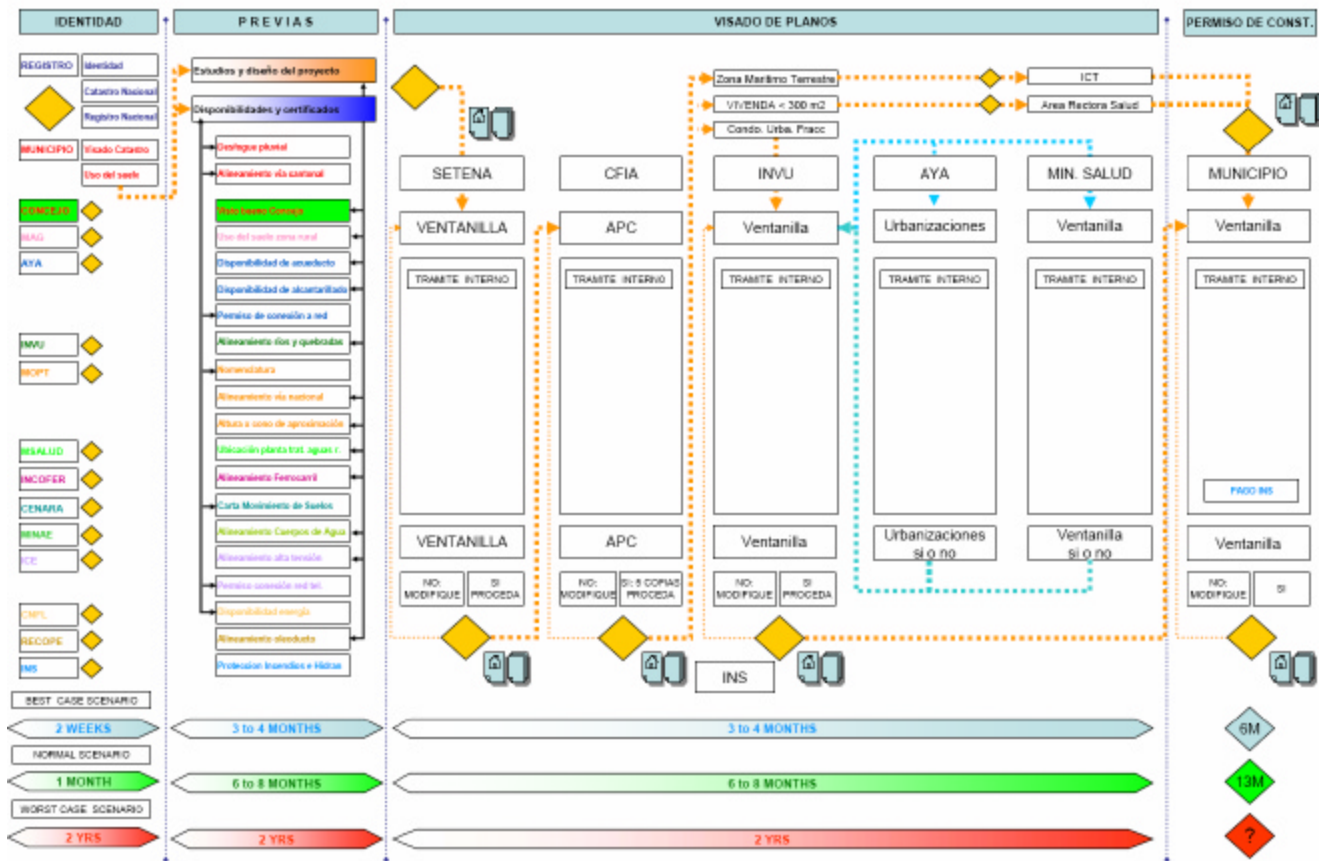 IDENTIDAD
PREVIAS
VISADO DE PLANOS
PERMISO DE CONST.
REGISTRO
Identidad
Catastro Nacional
Registro Nacional
MUNICIPIO
Visado Catastro
Uso del suelo
CONCEJO
MAG
AYA
INVU
MOPT
MSALUD
INCOFER
CENARA
MINAE
ICE
CNFL
RECOPE
INS
Estudios y diseño del proyecto
Disponibilidades y certificados
Desfogue pluvial
Alineamiento vía cantonal
Visto bueno Concejo
Uso del suelo zona rural
Disponibilidad de acueducto
Disponibilidad de alcantarillado
Permiso de conexión a red
Alineamiento ríos y quebradas
Nomenclatura
Alineamiento vía nacional
Altura o cono de aproximación
Ubicación planta trat. aguas r.
Alineamiento Ferrocarril
Carta Movimiento de Suelos
Alineamiento Cuerpos de Agua
Alineamiento alta tensión
Permiso conexión red tel.
Disponibilidad energía
Alineamiento oleoducto
Proteccion Incendios e Hidran
Zona Marítimo Terrestre
ICT
VIVENDA < 300 m2
Area Rectora Salud
Condo. Urba. Fracc
SETENA
CFIA
INVU
AYA
MIN. SALUD
MUNICIPIO
VENTANILLA
APC
Ventanilla
Urbanizaciones
Ventanilla
Ventanilla
TRAMITE INTERNO
TRAMITE INTERNO
TRAMITE INTERNO
TRAMITE INTERNO
TRAMITE INTERNO
TRAMITE INTERNO
PAGO INS
VENTANILLA
APC
Ventanilla
Urbanizaciones
si o no
Ventanilla
si o no
Ventanilla
NO:
MODIFIQUE
SI
PROCEDA
NO:
MODIFIQUE
SI: 5 COPIAS
PROCEDA
NO:
MODIFIQUE
SI
PROCEDA
NO:
MODIFIQUE
SI
INS
BEST CASE SCENARIO
2 WEEKS
3 to 4 MONTHS
3 to 4 MONTHS
6M
NORMAL SCENARIO
1 MONTH
6 to 8 MONTHS
6 to 8 MONTHS
13M
WORST CASE SCENARIO
2 YRS
2 YRS
2 YRS
?